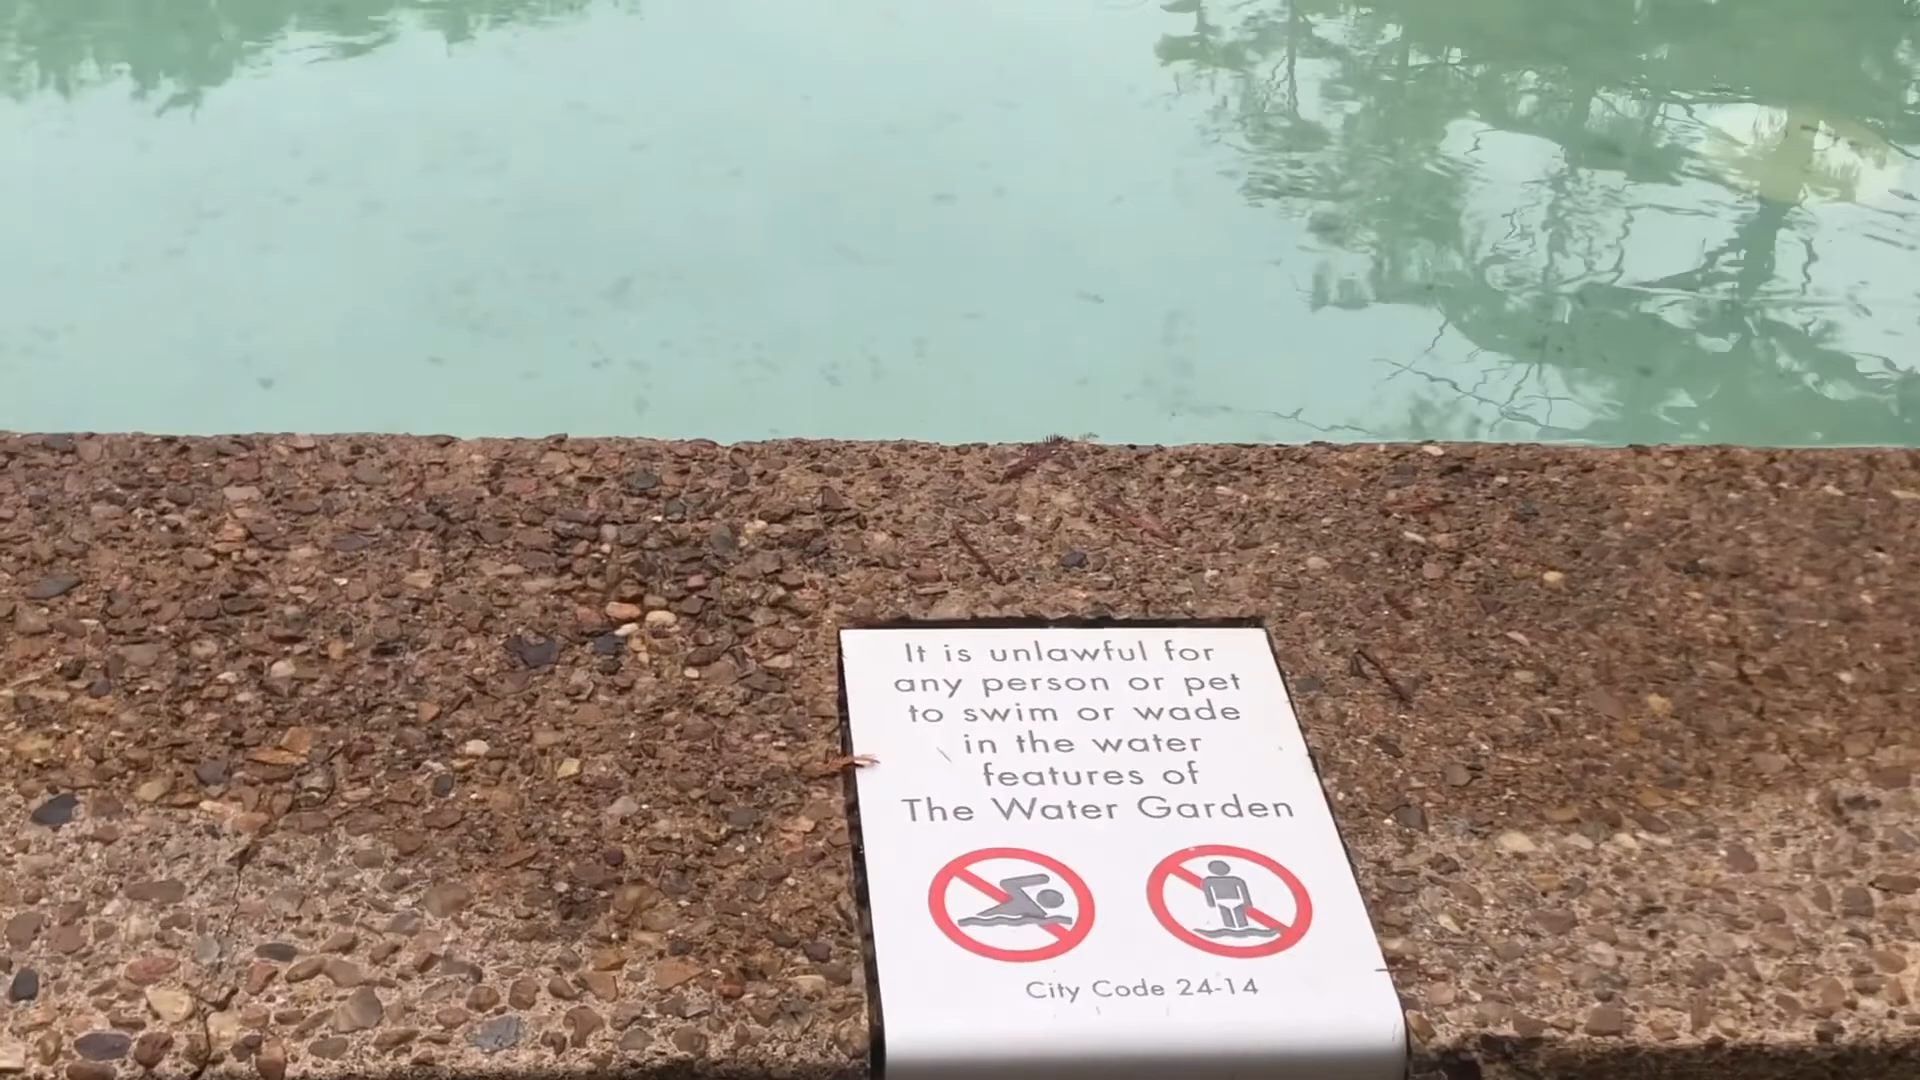 It is unlawful for
any person or pet
to swim or wade
in the water
features of
The Water Garden
City Code 24-14